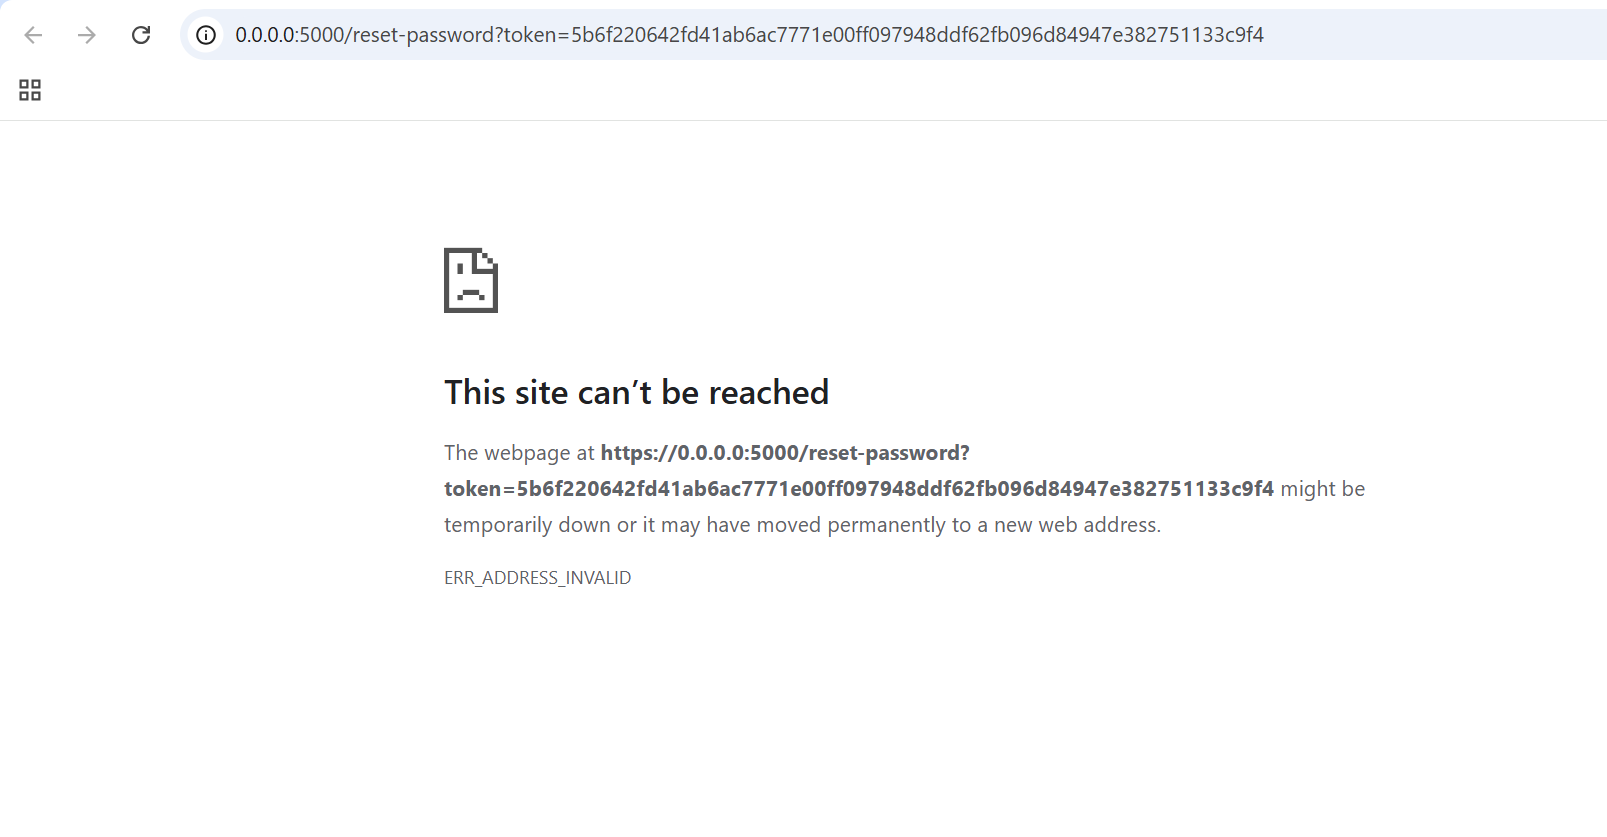 0.0.0.0:5000/reset-password?token=5b6f220642fd41ab6ac7771e00ff097948ddf62fb096d84947e382751133c9f4
This site can’t be reached
The webpage at https://0.0.0.0:5000/reset-password?
token=5b6f220642fd41ab6ac7771e00ff097948ddf62fb096d84947e382751133c9f4 might be
temporarily down or it may have moved permanently to a new web address.
ERR_ADDRESS_INVALID